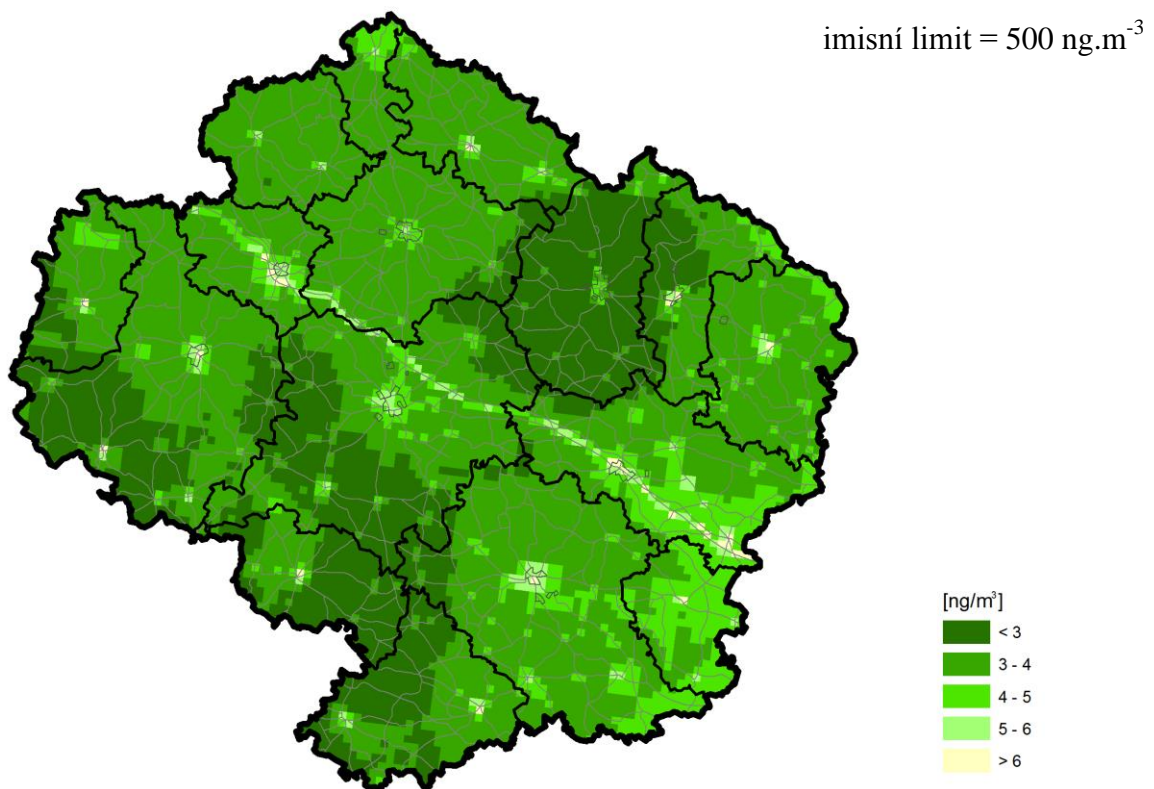 imisní limit = 500 ng.m⁻³
[ng/m³]
< 3
3 - 4
4 - 5
5 - 6
> 6